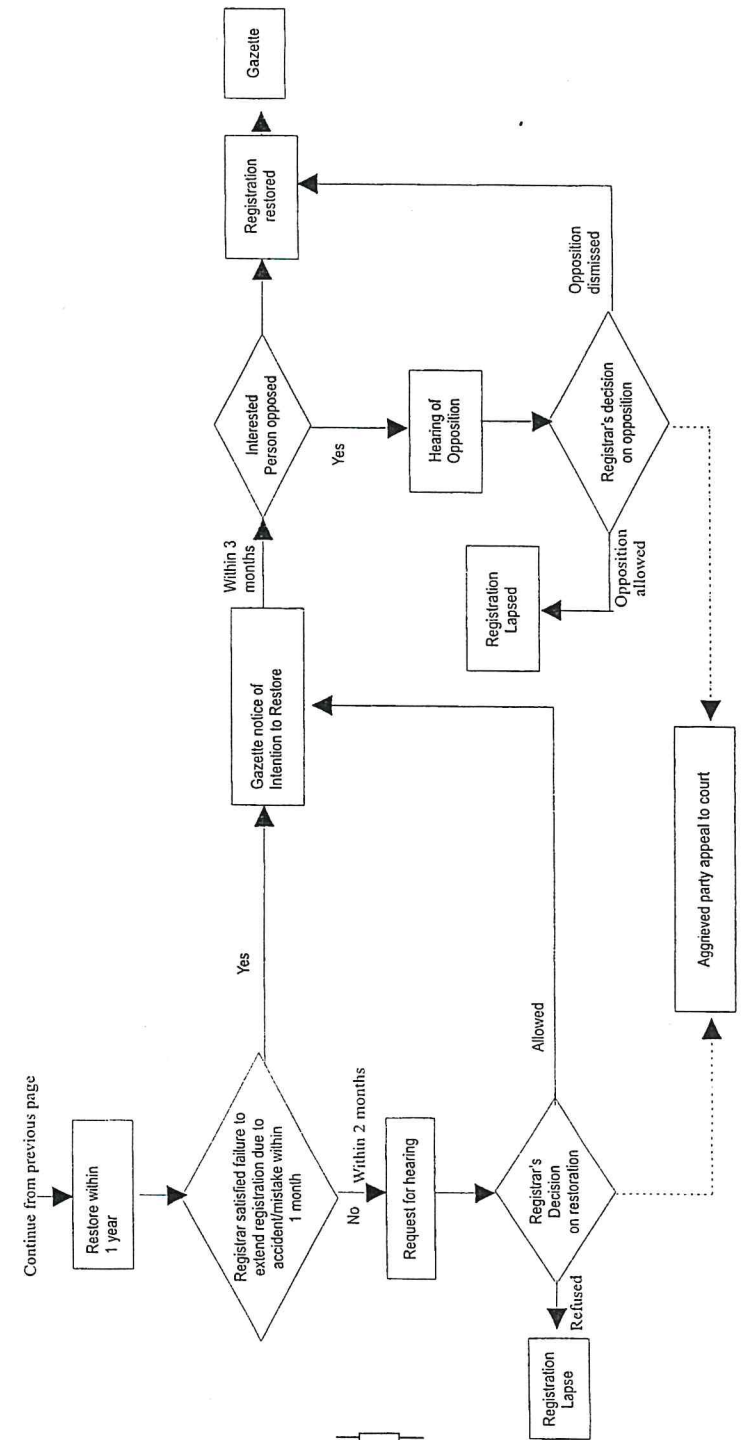 Continue from previous page
Restore within
1 year
Registrar satisfied failure to
extend registration due to
accident/mistake within
1 month
Yes
No
Within 2 months
Request for hearing
Registrar's
Decision
on restoration
Refused
Registration
Lapse
Allowed
Gazette notice of
Intention to Restore
Within 3
months
Interested
Person opposed
Yes
Hearing of
Opposition
Registrar's decision
on opposition
Opposition
allowed
Registration
Lapsed
Opposition
dismissed
Registration
restored
Gazette
Aggrieved party appeal to court